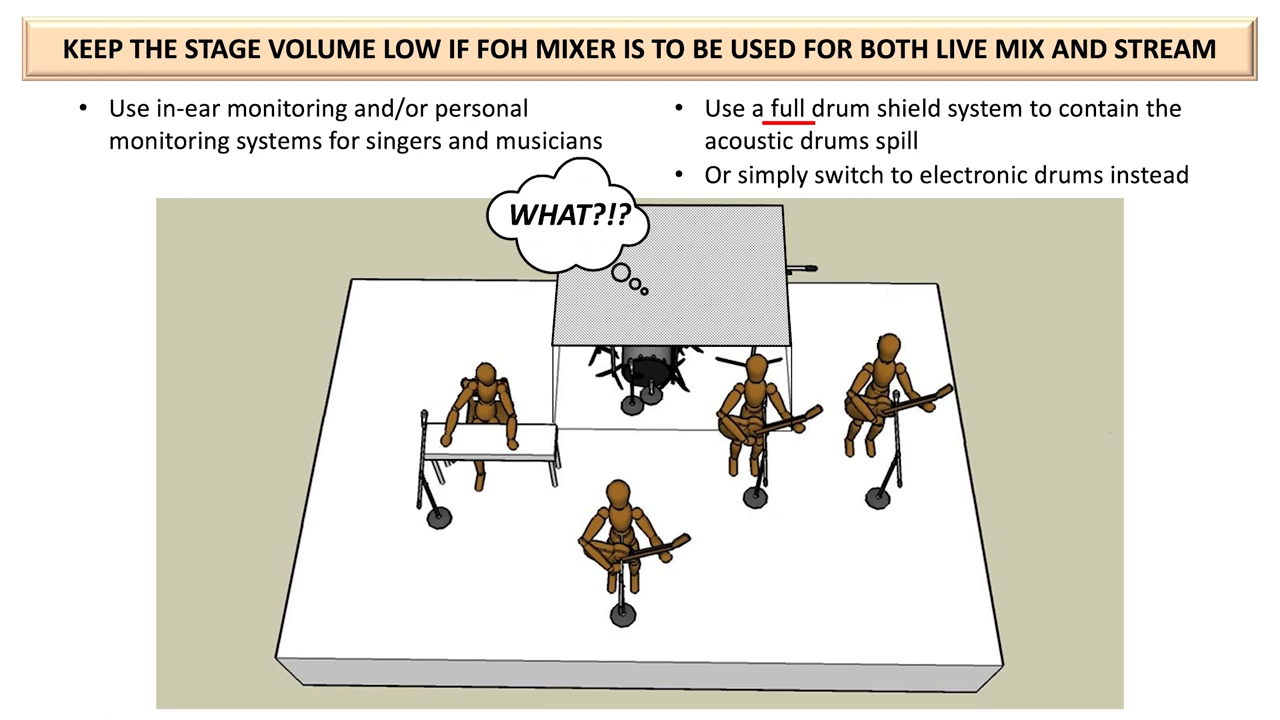 KEEP THE STAGE VOLUME LOW IF FOH MIXER IS TO BE USED FOR BOTH LIVE MIX AND STREAM
• Use in-ear monitoring and/or personal
monitoring systems for singers and musicians
• Use a full drum shield system to contain the
acoustic drums spill
• Or simply switch to electronic drums instead
WHAT?!?